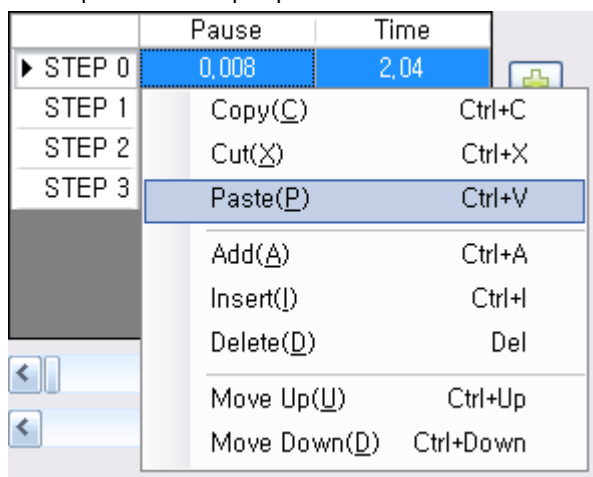 Pause Time
STEP 0 0,008 2,04
STEP 1
STEP 2
STEP 3
Copy(C) Ctrl+C
Cut(X) Ctrl+X
Paste(P) Ctrl+V
Add(A) Ctrl+A
Insert(I) Ctrl+I
Delete(D) Del
Move Up(U) Ctrl+Up
Move Down(D) Ctrl+Down